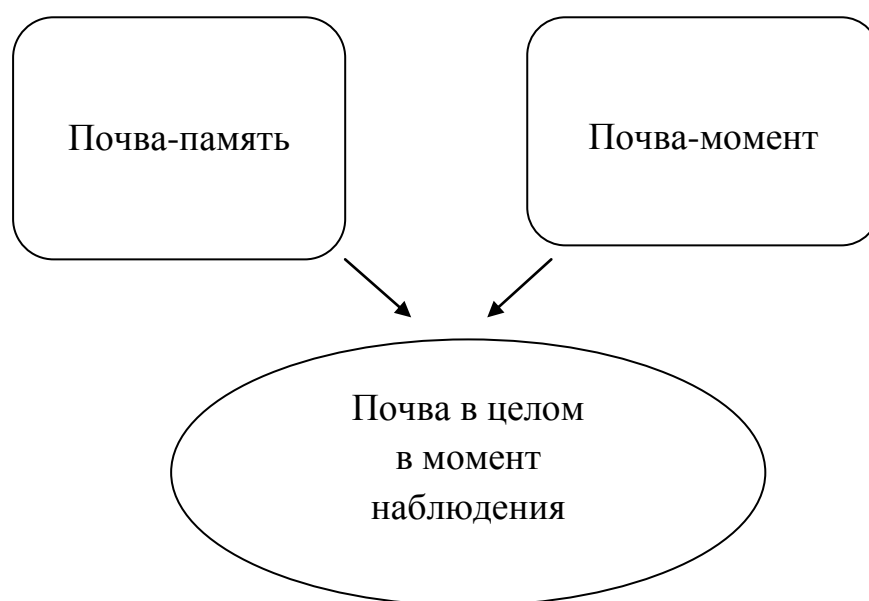 Почва-память
Почва-момент
Почва в целом
в момент
наблюдения